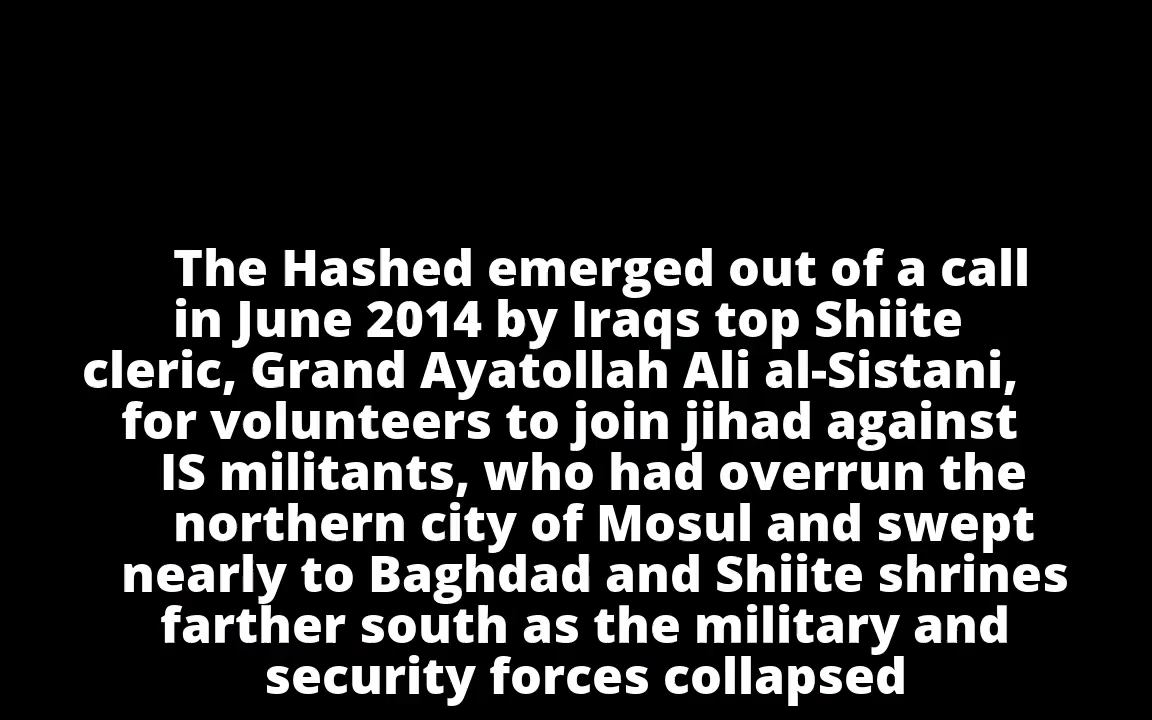 The Hashed emerged out of a call
in June 2014 by Iraqs top Shiite
cleric, Grand Ayatollah Ali al-Sistani,
for volunteers to join jihad against
IS militants, who had overrun the
northern city of Mosul and swept
nearly to Baghdad and Shiite shrines
farther south as the military and
security forces collapsed